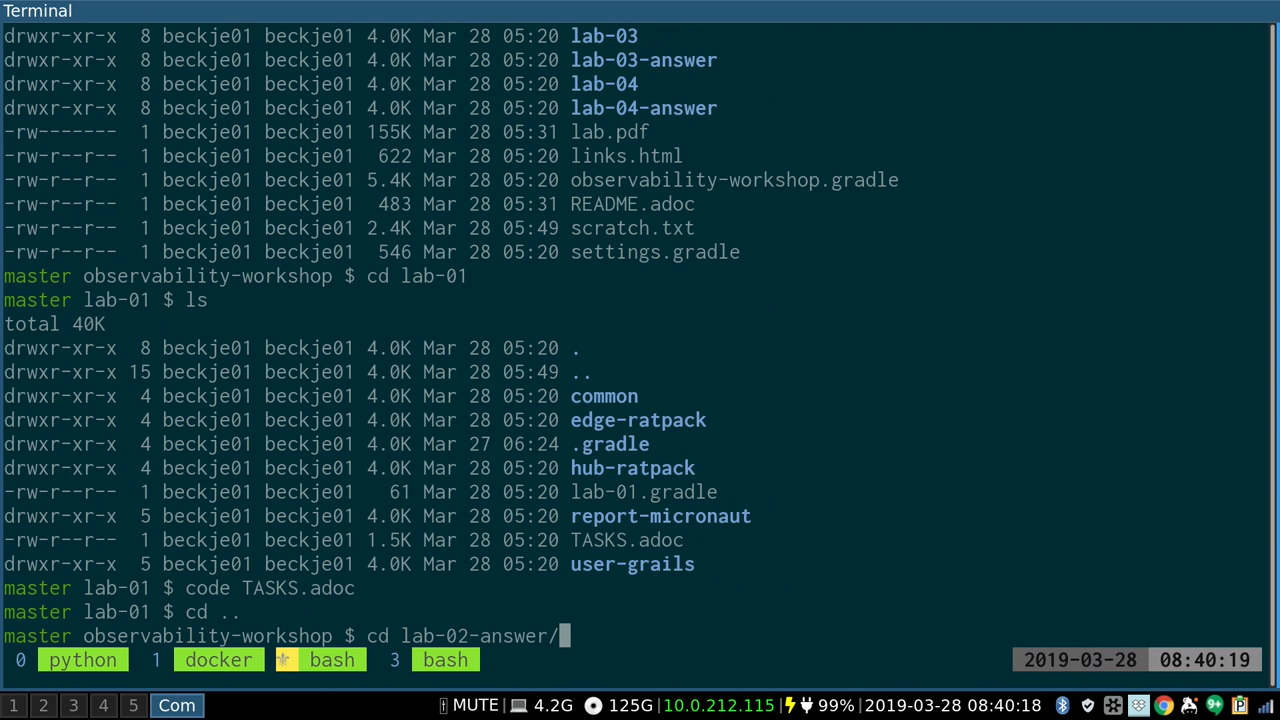 Terminal
drwxr-xr-x  8 beckje01 beckje01 4.0K Mar 28 05:20 lab-03
drwxr-xr-x  8 beckje01 beckje01 4.0K Mar 28 05:20 lab-03-answer
drwxr-xr-x  8 beckje01 beckje01 4.0K Mar 28 05:20 lab-04
drwxr-xr-x  8 beckje01 beckje01 4.0K Mar 28 05:20 lab-04-answer
-rw-------  1 beckje01 beckje01 155K Mar 28 05:31 lab.pdf
-rw-r--r--  1 beckje01 beckje01  622 Mar 28 05:20 links.html
-rw-r--r--  1 beckje01 beckje01 5.4K Mar 28 05:20 observability-workshop.gradle
-rw-r--r--  1 beckje01 beckje01  483 Mar 28 05:31 README.adoc
-rw-r--r--  1 beckje01 beckje01 2.4K Mar 28 05:49 scratch.txt
-rw-r--r--  1 beckje01 beckje01  546 Mar 28 05:20 settings.gradle
master observability-workshop $ cd lab-01
master lab-01 $ ls
total 40K
drwxr-xr-x  8 beckje01 beckje01 4.0K Mar 28 05:20 .
drwxr-xr-x 15 beckje01 beckje01 4.0K Mar 28 05:49 ..
drwxr-xr-x  4 beckje01 beckje01 4.0K Mar 28 05:20 common
drwxr-xr-x  4 beckje01 beckje01 4.0K Mar 28 05:20 edge-ratpack
drwxr-xr-x  4 beckje01 beckje01 4.0K Mar 27 06:24 .gradle
drwxr-xr-x  4 beckje01 beckje01 4.0K Mar 28 05:20 hub-ratpack
-rw-r--r--  1 beckje01 beckje01   61 Mar 28 05:20 lab-01.gradle
drwxr-xr-x  5 beckje01 beckje01 4.0K Mar 28 05:20 report-micronaut
-rw-r--r--  1 beckje01 beckje01 1.5K Mar 28 05:20 TASKS.adoc
drwxr-xr-x  5 beckje01 beckje01 4.0K Mar 28 05:20 user-grails
master lab-01 $ code TASKS.adoc
master lab-01 $ cd ..
master observability-workshop $ cd lab-02-answer/
0 python 1 docker ⚜ bash 3 bash 2019-03-28 08:40:19
1 2 3 4 5 Com MUTE| 4.2G| 125G|10.0.212.115|⚡99%|2019-03-28 08:40:18 9+ P